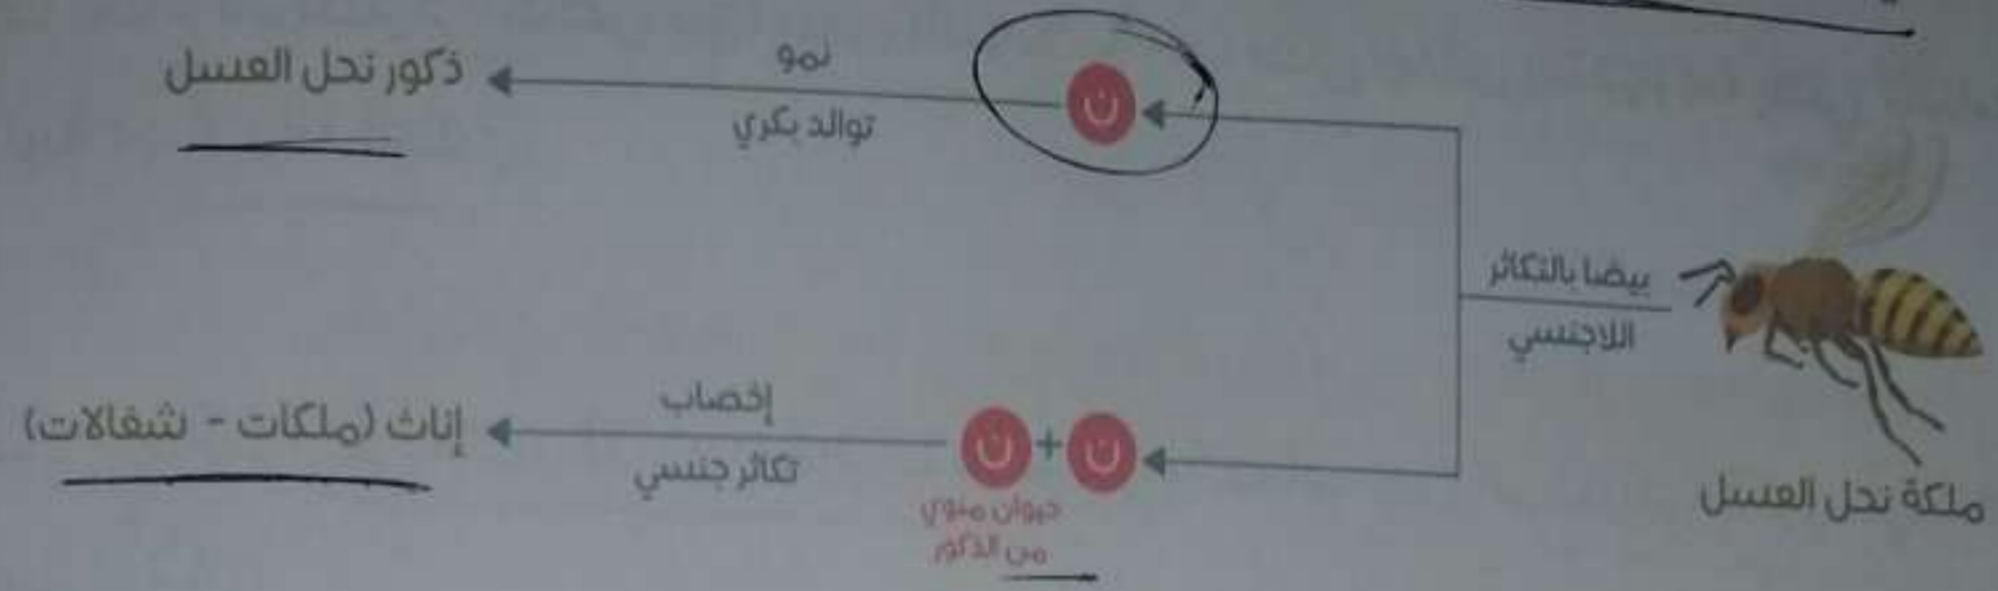 نمو
ن
ذكور نحل العسل
توالد بكري
بيضا بالتكاثر
اللاجنسي
إخصاب
ن + ن
إناث (ملكات - شغالات)
تكاثر جنسي
ملكة نحل العسل
حيوان منوي
من الذكور